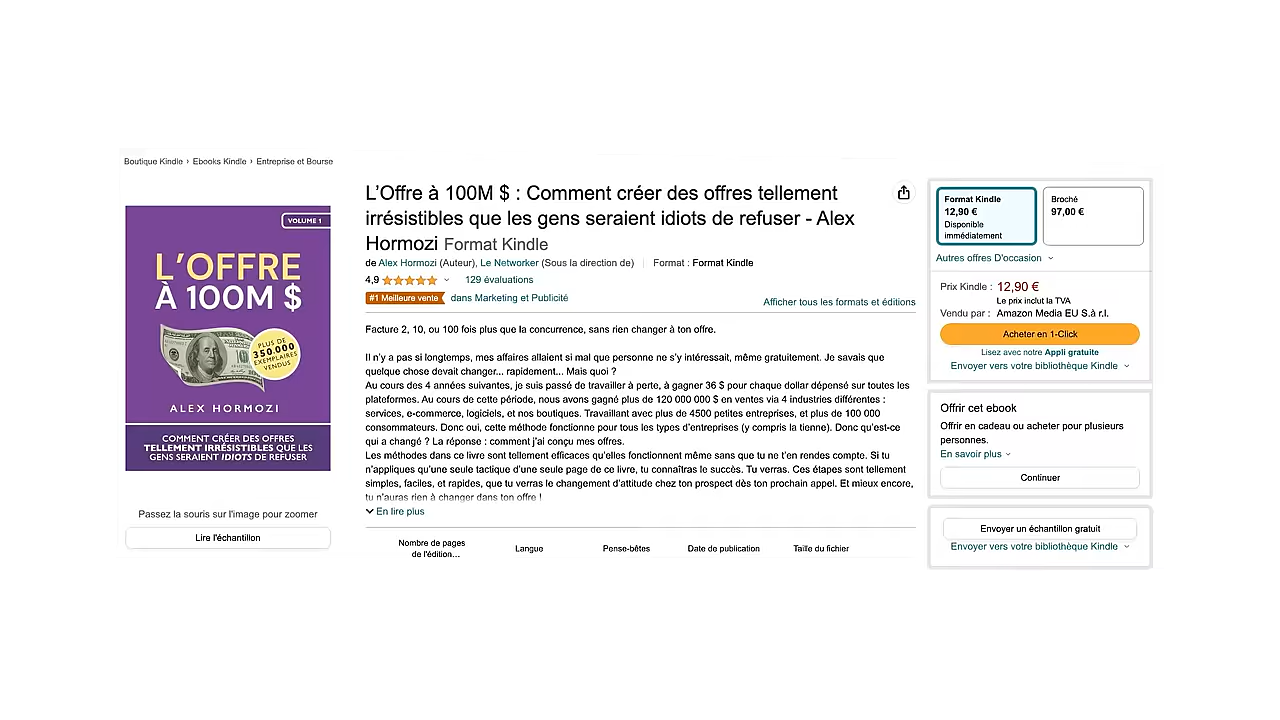 Boutique Kindle › Ebooks Kindle › Entreprise et Bourse
VOLUME 1
L'OFFRE
À 100M $
PLUS DE
350.000
EXEMPLAIRES
VENDUS
ALEX HORMOZI
COMMENT CRÉER DES OFFRES
TELLEMENT IRRÉSISTIBLES QUE LES
GENS SERAIENT IDIOTS DE REFUSER
Passez la souris sur l'image pour zoomer
Lire l'échantillon
L'Offre à 100M $ : Comment créer des offres tellement
irrésistibles que les gens seraient idiots de refuser - Alex
Hormozi Format Kindle
de Alex Hormozi (Auteur), Le Networker (Sous la direction de) Format : Format Kindle
4,9 129 évaluations
#1 Meilleure vente dans Marketing et Publicité
Afficher tous les formats et éditions
Facture 2, 10, ou 100 fois plus que la concurrence, sans rien changer à ton offre.
Il n'y a pas si longtemps, mes affaires allaient si mal que personne ne s'y intéressait, même gratuitement. Je savais que
quelque chose devait changer... rapidement... Mais quoi ?
Au cours des 4 années suivantes, je suis passé de travailler à perte, à gagner 36 $ pour chaque dollar dépensé sur toutes les
plateformes. Au cours de cette période, nous avons gagné plus de 120 000 000 $ en ventes via 4 industries différentes :
services, e-commerce, logiciels, et nos boutiques. Travaillant avec plus de 4500 petites entreprises, et plus de 100 000
consommateurs. Donc oui, cette méthode fonctionne pour tous les types d'entreprises (y compris la tienne). Donc qu'est-ce
qui a changé ? La réponse : comment j'ai conçu mes offres.
Les méthodes dans ce livre sont tellement efficaces qu'elles fonctionnent même sans que tu ne t'en rendes compte. Si tu
n'appliques qu'une seule tactique d'une seule page de ce livre, tu connaîtras le succès. Tu verras. Ces étapes sont tellement
simples, faciles, et rapides, que tu verras le changement d'attitude chez ton prospect dès ton prochain appel. Et mieux encore,
tu n'auras rien à changer dans ton offre !
En lire plus
Nombre de pages
de l'édition…
Langue
Pense-bêtes
Date de publication
Taille du fichier
Format Kindle
12,90 €
Disponible
immédiatement
Broché
97,00 €
Autres offres D'occasion
Prix Kindle : 12,90 €
Le prix inclut la TVA
Vendu par : Amazon Media EU S.à r.l.
Acheter en 1-Click
Lisez avec notre Appli gratuite
Envoyer vers votre bibliothèque Kindle
Offrir cet ebook
Offrir en cadeau ou acheter pour plusieurs
personnes.
En savoir plus
Continuer
Envoyer un échantillon gratuit
Envoyer vers votre bibliothèque Kindle